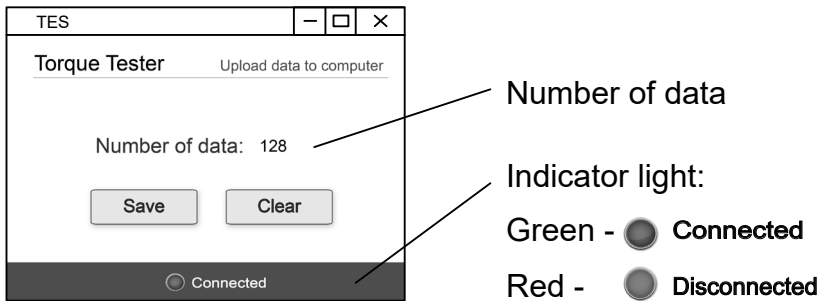 TES
Torque Tester Upload data to computer
Number of data: 128
Save Clear
Connected
Number of data
Indicator light:
Green - Connected
Red - Disconnected